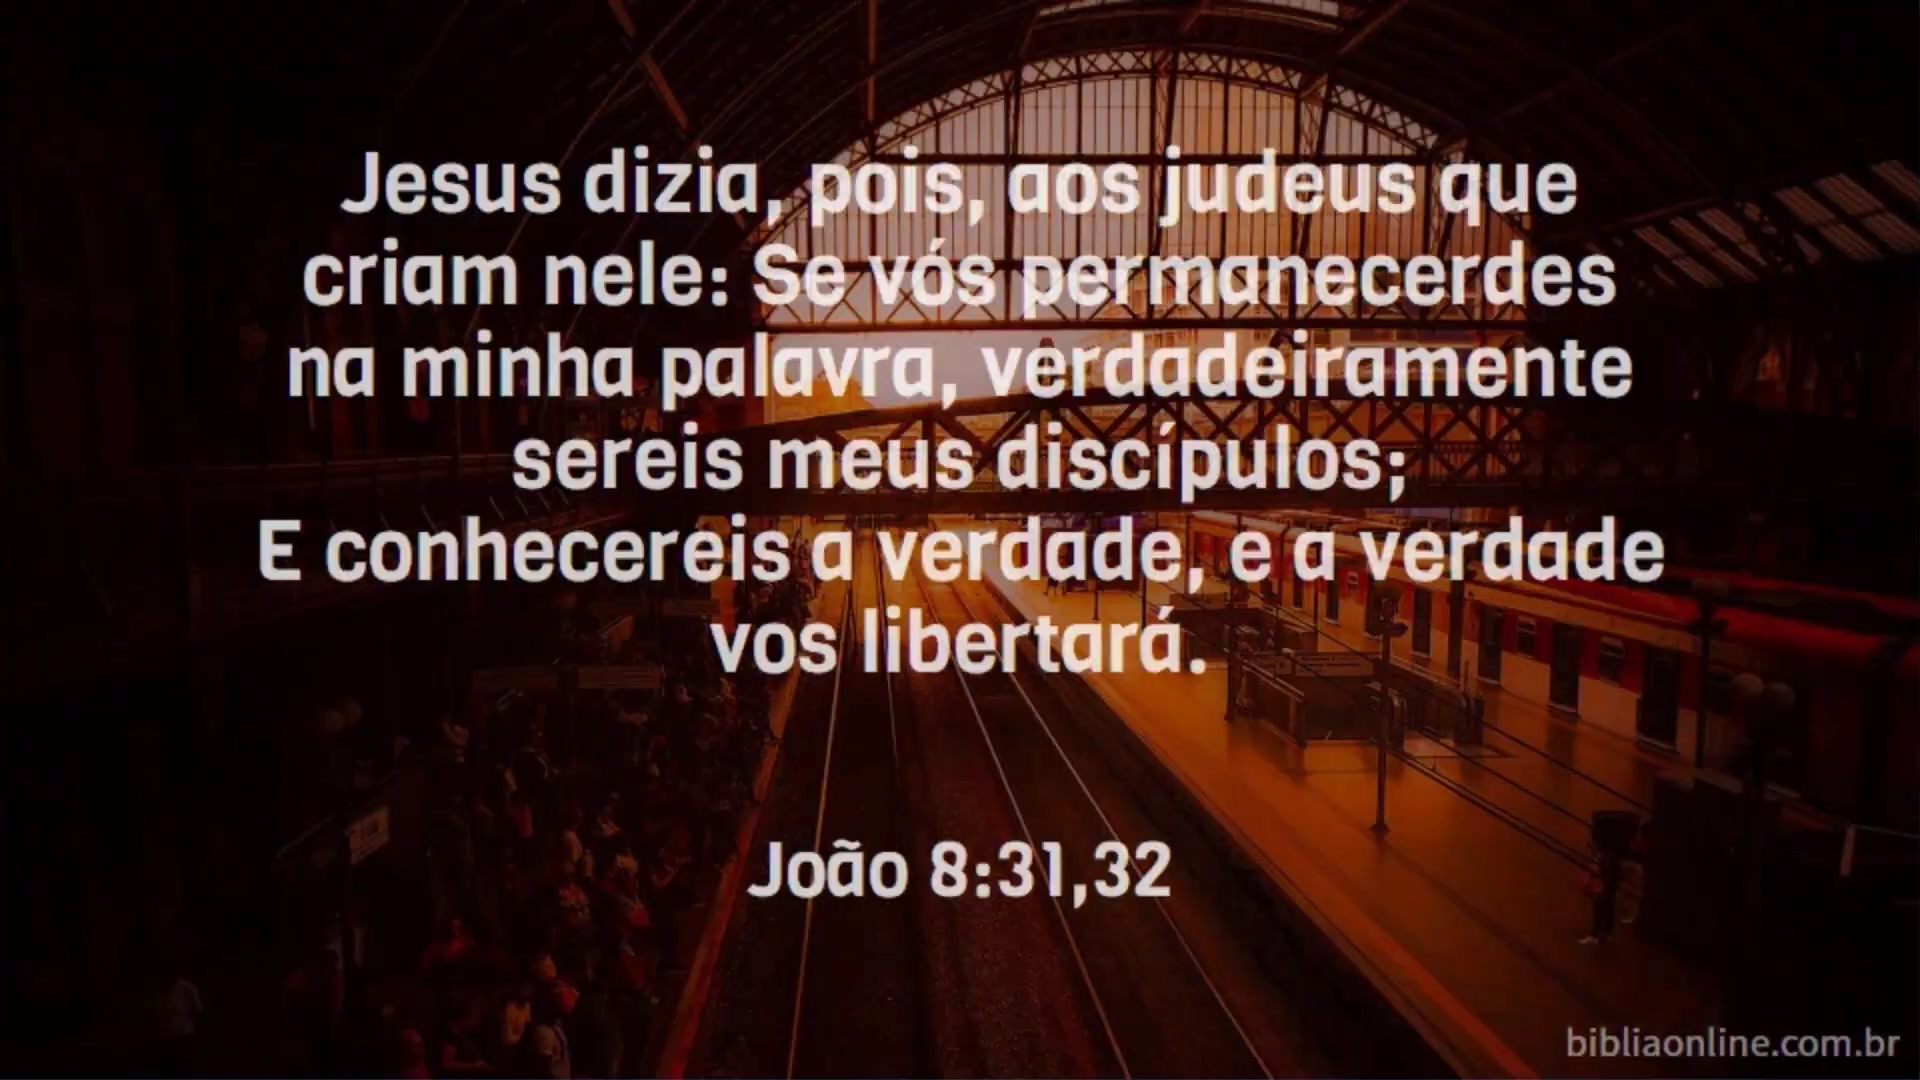 Jesus dizia, pois, aos judeus que
criam nele: Se vós permanecerdes
na minha palavra, verdadeiramente
sereis meus discípulos;
E conhecereis a verdade, e a verdade
vos libertará.
João 8:31,32
bibliaonline.com.br